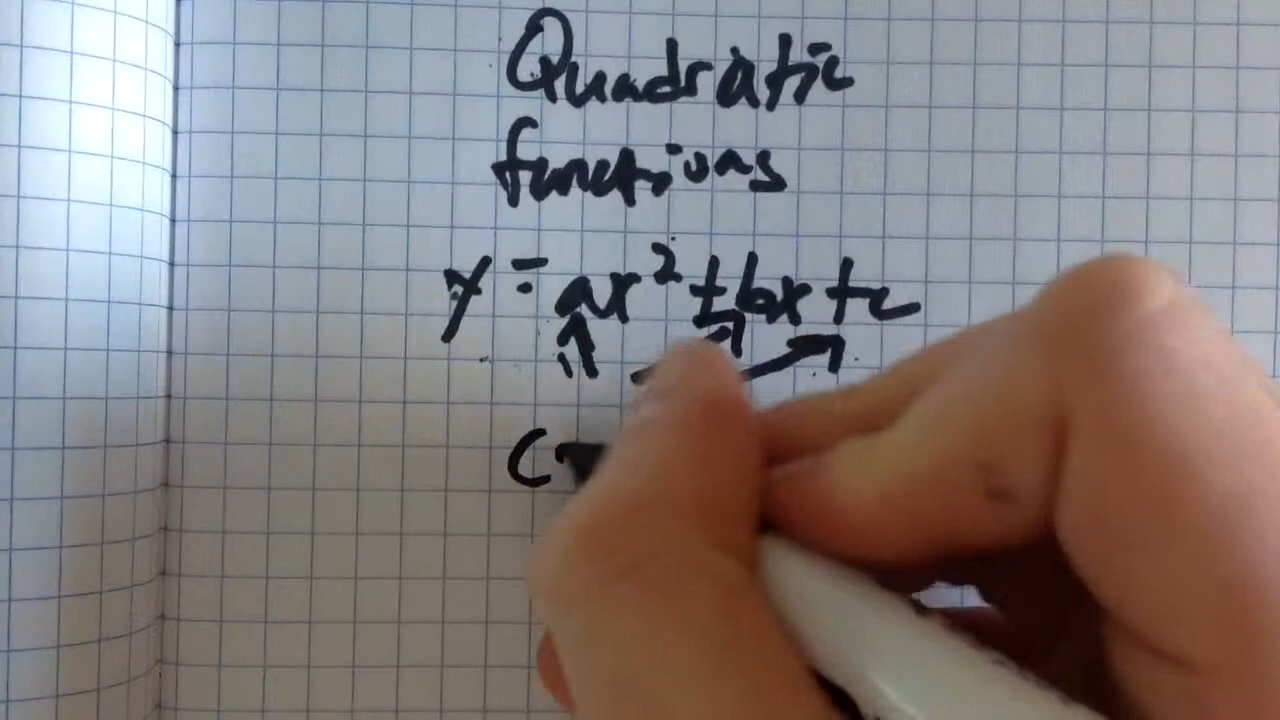 Quadratic
functions
y = ax² + bx + c
C